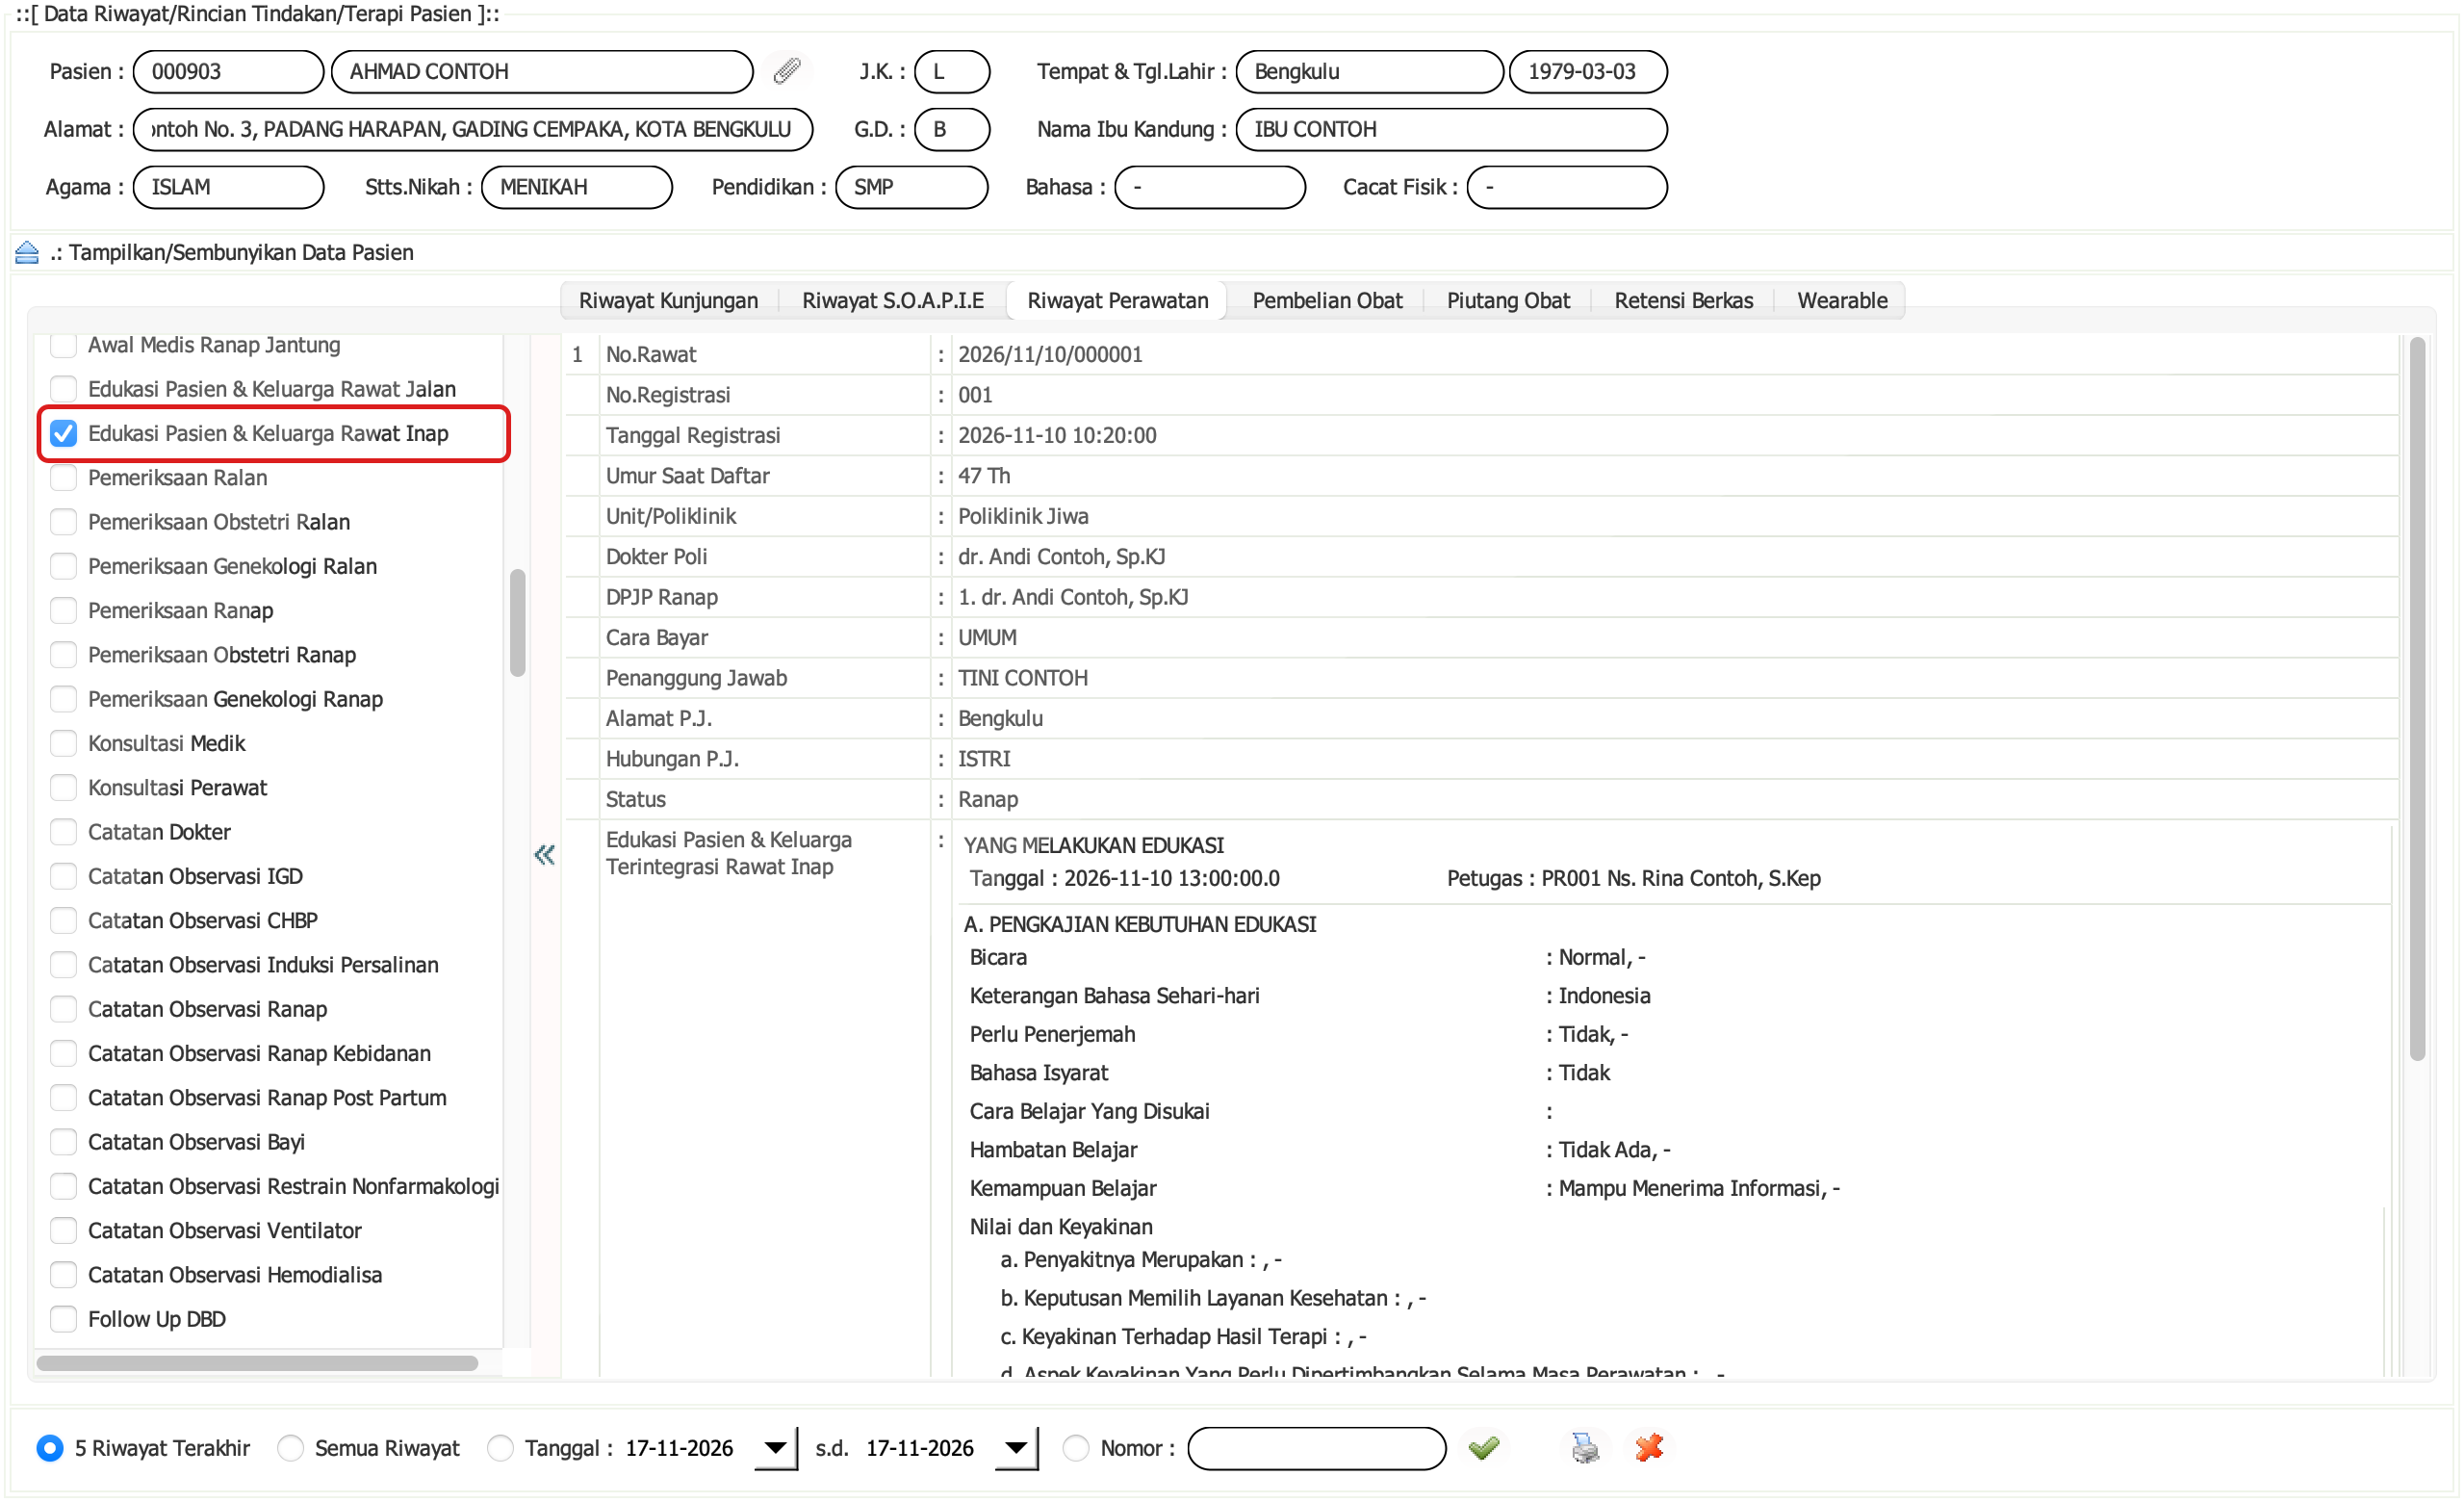 ::[ Data Riwayat/Rincian Tindakan/Terapi Pasien ]::
Pasien : 000903 AHMAD CONTOH J.K. : L Tempat & Tgl.Lahir : Bengkulu 1979-03-03
Alamat : ontoh No. 3, PADANG HARAPAN, GADING CEMPAKA, KOTA BENGKULU G.D. : B Nama Ibu Kandung : IBU CONTOH
Agama : ISLAM Stts.Nikah : MENIKAH Pendidikan : SMP Bahasa : - Cacat Fisik : -
.: Tampilkan/Sembunyikan Data Pasien
Riwayat Kunjungan Riwayat S.O.A.P.I.E Riwayat Perawatan Pembelian Obat Piutang Obat Retensi Berkas Wearable
Awal Medis Ranap Jantung
Edukasi Pasien & Keluarga Rawat Jalan
Edukasi Pasien & Keluarga Rawat Inap
Pemeriksaan Ralan
Pemeriksaan Obstetri Ralan
Pemeriksaan Genekologi Ralan
Pemeriksaan Ranap
Pemeriksaan Obstetri Ranap
Pemeriksaan Genekologi Ranap
Konsultasi Medik
Konsultasi Perawat
Catatan Dokter
Catatan Observasi IGD
Catatan Observasi CHBP
Catatan Observasi Induksi Persalinan
Catatan Observasi Ranap
Catatan Observasi Ranap Kebidanan
Catatan Observasi Ranap Post Partum
Catatan Observasi Bayi
Catatan Observasi Restrain Nonfarmakologi
Catatan Observasi Ventilator
Catatan Observasi Hemodialisa
Follow Up DBD
1 No.Rawat : 2026/11/10/000001
No.Registrasi : 001
Tanggal Registrasi : 2026-11-10 10:20:00
Umur Saat Daftar : 47 Th
Unit/Poliklinik : Poliklinik Jiwa
Dokter Poli : dr. Andi Contoh, Sp.KJ
DPJP Ranap : 1. dr. Andi Contoh, Sp.KJ
Cara Bayar : UMUM
Penanggung Jawab : TINI CONTOH
Alamat P.J. : Bengkulu
Hubungan P.J. : ISTRI
Status : Ranap
Edukasi Pasien & Keluarga
Terintegrasi Rawat Inap :
YANG MELAKUKAN EDUKASI
Tanggal : 2026-11-10 13:00:00.0 Petugas : PR001 Ns. Rina Contoh, S.Kep
A. PENGKAJIAN KEBUTUHAN EDUKASI
Bicara : Normal, -
Keterangan Bahasa Sehari-hari : Indonesia
Perlu Penerjemah : Tidak, -
Bahasa Isyarat : Tidak
Cara Belajar Yang Disukai :
Hambatan Belajar : Tidak Ada, -
Kemampuan Belajar : Mampu Menerima Informasi, -
Nilai dan Keyakinan
a. Penyakitnya Merupakan : , -
b. Keputusan Memilih Layanan Kesehatan : , -
c. Keyakinan Terhadap Hasil Terapi : , -
d. Aspek Keyakinan Yang Perlu Dipertimbangkan Selama Masa Perawatan : , -
5 Riwayat Terakhir Semua Riwayat Tanggal : 17-11-2026 s.d. 17-11-2026 Nomor :